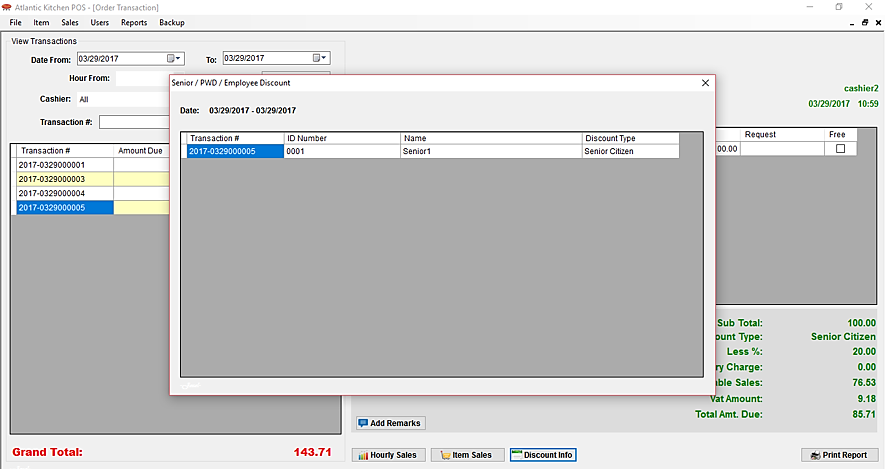 Atlantic Kitchen POS - [Order Transaction]
File Item Sales Users Reports Backup
View Transactions
Date From: 03/29/2017 To: 03/29/2017
Hour From:
Cashier: All
Transaction #:
Transaction # Amount Due
2017-0329000001
2017-0329000003
2017-0329000004
2017-0329000005
Grand Total: 143.71
Senior / PWD / Employee Discount
Date: 03/29/2017 - 03/29/2017
Transaction # ID Number Name Discount Type
2017-0329000005 0001 Senior1 Senior Citizen
cashier2
03/29/2017 10:59
Request Free
00.00
Sub Total: 100.00
ount Type: Senior Citizen
Less %: 20.00
ry Charge: 0.00
able Sales: 76.53
Vat Amount: 9.18
Total Amt. Due: 85.71
Add Remarks
Hourly Sales Item Sales Discount Info Print Report